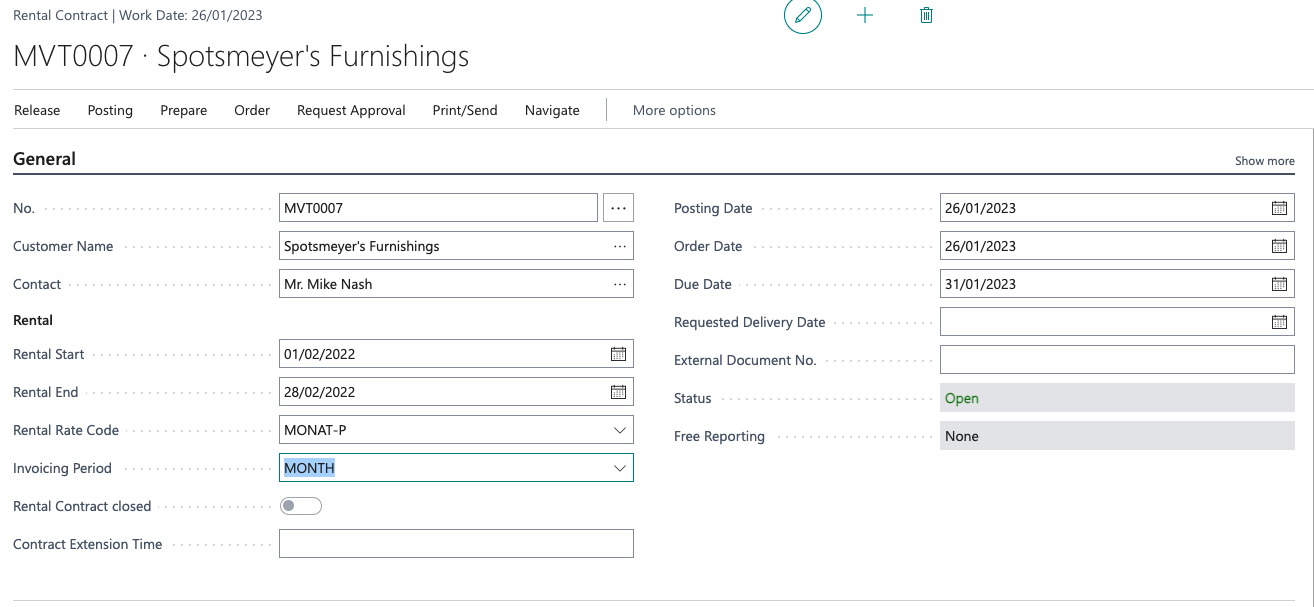 Rental Contract | Work Date: 26/01/2023
MVT0007 · Spotsmeyer's Furnishings
Release Posting Prepare Order Request Approval Print/Send Navigate More options
General Show more
No. MVT0007 ...
Customer Name Spotsmeyer's Furnishings ...
Contact Mr. Mike Nash ...
Rental
Rental Start 01/02/2022
Rental End 28/02/2022
Rental Rate Code MONAT-P
Invoicing Period MONTH
Rental Contract closed
Contract Extension Time
Posting Date 26/01/2023
Order Date 26/01/2023
Due Date 31/01/2023
Requested Delivery Date
External Document No.
Status Open
Free Reporting None